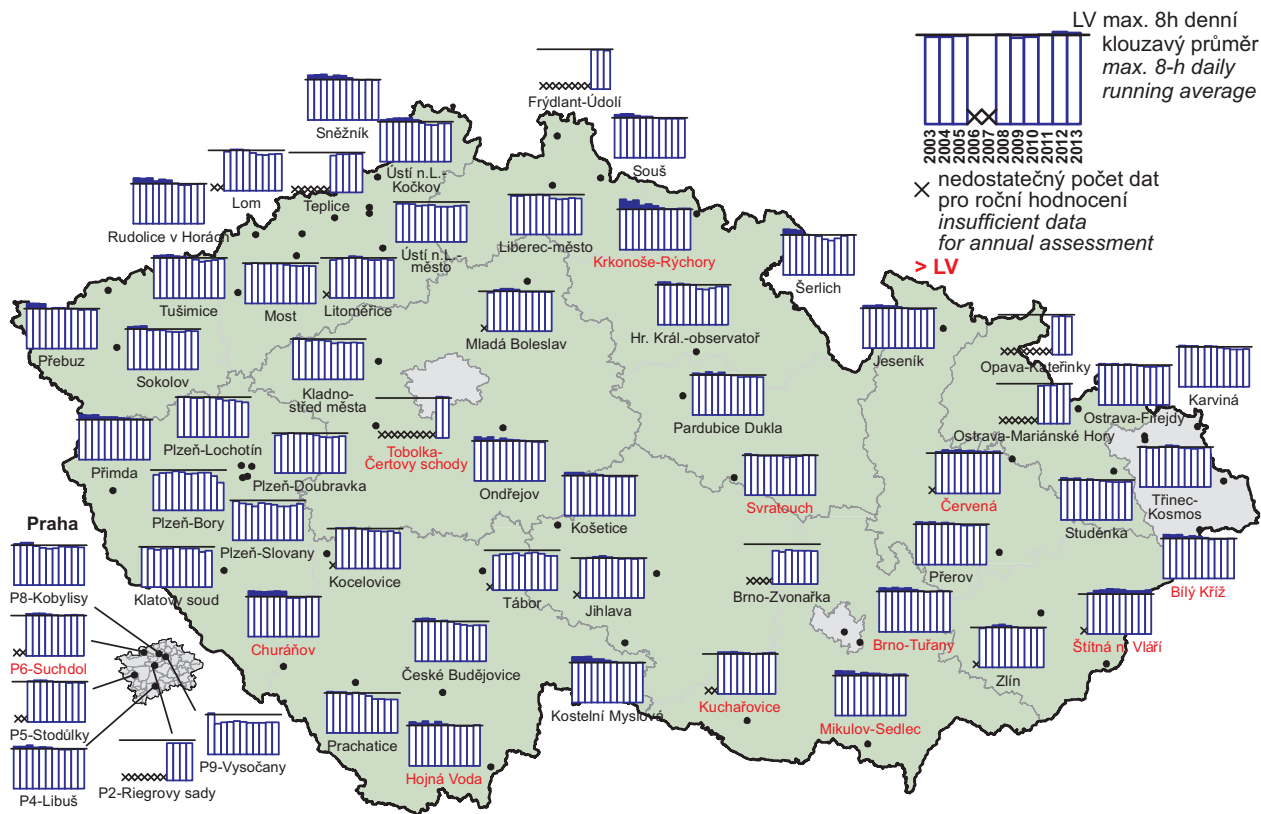 LV max. 8h denní
klouzavý průměr
max. 8-h daily
running average
2003
2004
2005
2006
2007
2008
2009
2010
2011
2012
2013
nedostatečný počet dat
pro roční hodnocení
insufficient data
for annual assessment
> LV
Frýdlant-Údolí
Sněžník
Ústí n.L.-
Kočkov
Souš
Lom
Teplice
Rudolice v Horách
Ústí n.L.-
město
Liberec-město
Krkonoše-Rýchory
Šerlich
Tušimice
Most
Litoměřice
Mladá Boleslav
Hr. Král.-observatoř
Jeseník
Opava-Kateřinky
Přebuz
Sokolov
Kladno-
střed města
Pardubice Dukla
Ostrava-Fifejdy
Karviná
Ostrava-Mariánské Hory
Přimda
Plzeň-Lochotín
Plzeň-Doubravka
Tobolka-
Čertovy schody
Ondřejov
Svratouch
Červená
Třinec-
Kosmos
Plzeň-Bory
Košetice
Studénka
Praha
Plzeň-Slovany
P8-Kobylisy
Klatovy soud
Kocelovice
Tábor
Jihlava
Brno-Zvonařka
Přerov
Bílý Kříž
P6-Suchdol
Churáňov
České Budějovice
Brno-Tuřany
Štítná n. Vláří
Zlín
P5-Stodůlky
Prachatice
Kostelní Myslová
Kuchařovice
Mikulov-Sedlec
P9-Vysočany
Hojná Voda
P2-Riegrovy sady
P4-Libuš